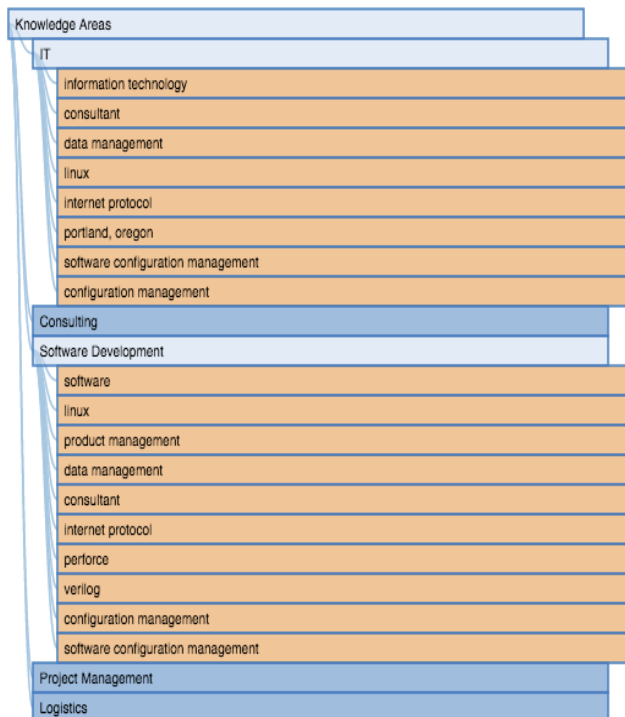 Knowledge Areas
IT
information technology
consultant
data management
linux
internet protocol
portland, oregon
software configuration management
configuration management
Consulting
Software Development
software
linux
product management
data management
consultant
internet protocol
perforce
verilog
configuration management
software configuration management
Project Management
Logistics